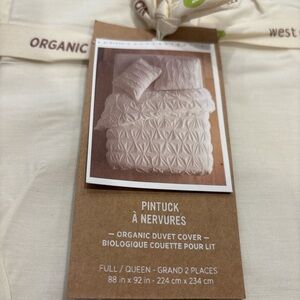 ORGANIC
west
PINTUCK
À NERVURES
— ORGANIC DUVET COVER —
BIOLOGIQUE COUETTE POUR LIT
FULL / QUEEN - GRAND 2 PLACES
88 in x 92 in - 224 cm x 234 cm